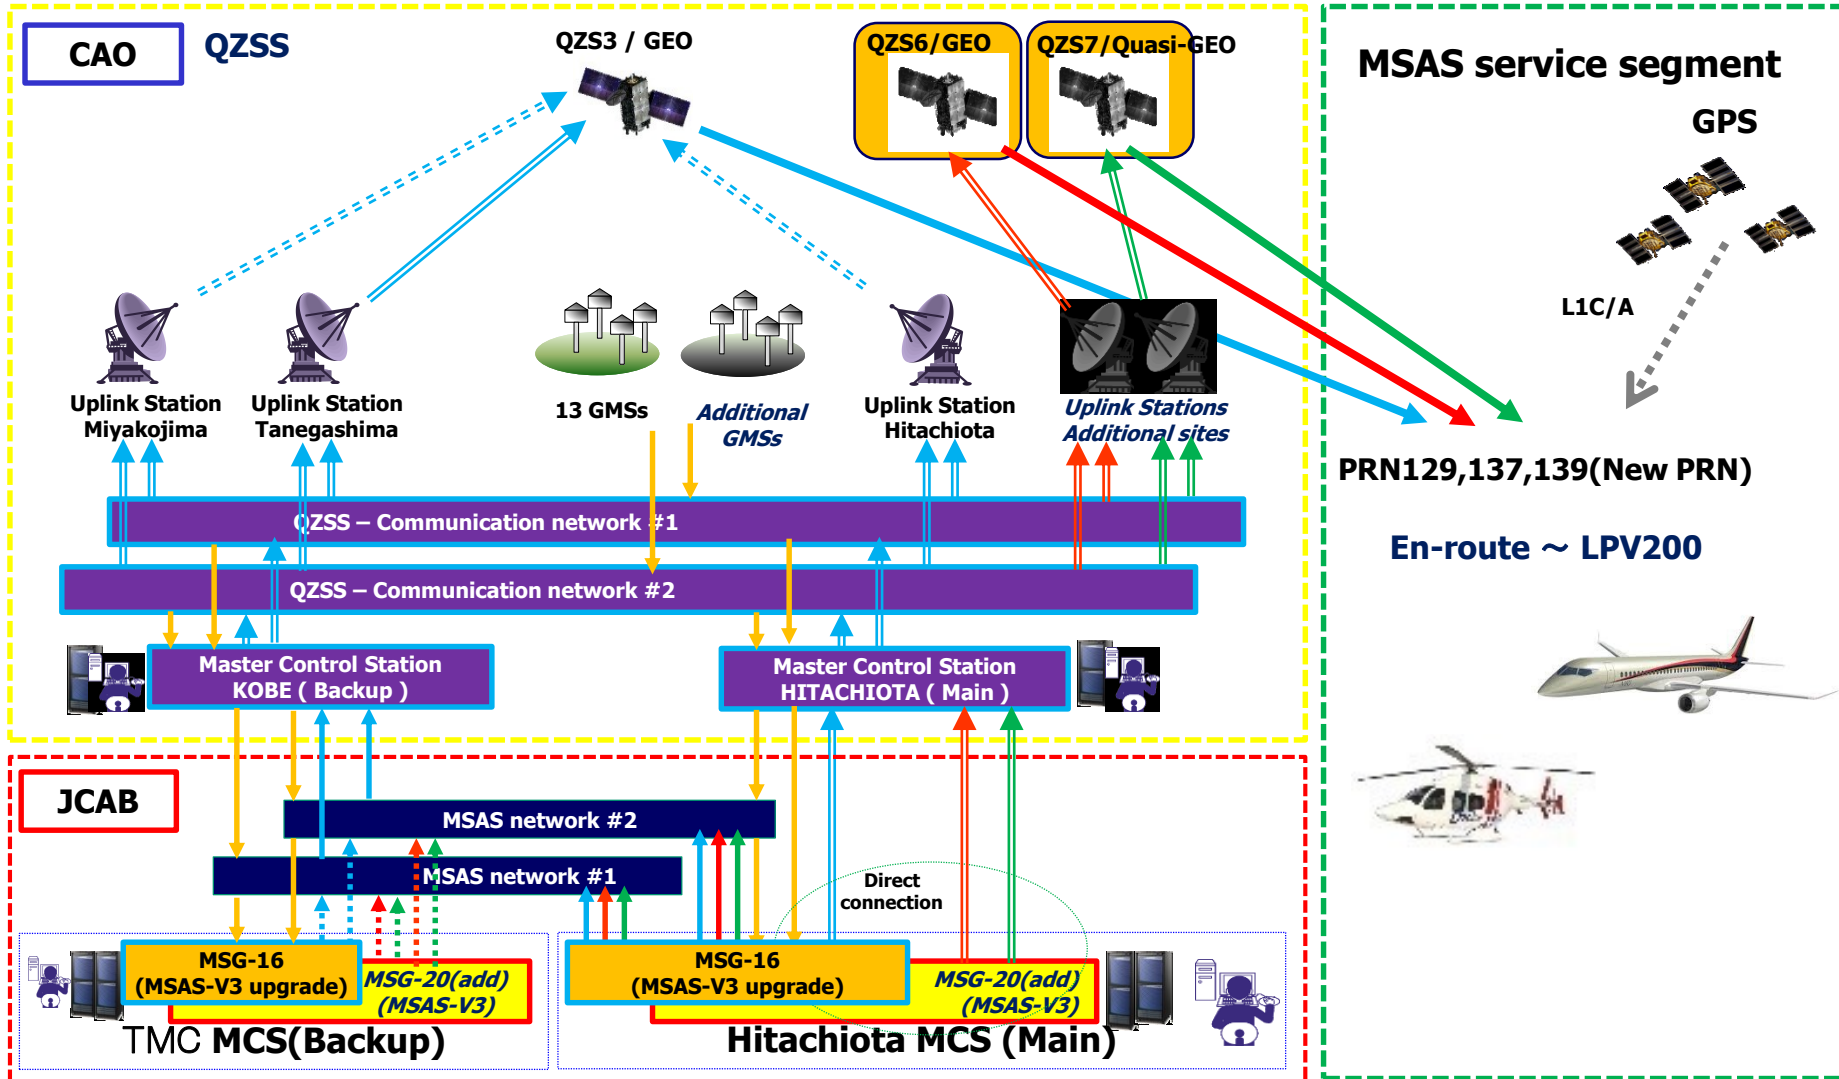 CAO
QZSS
QZS3 / GEO
QZS6/GEO
QZS7/Quasi-GEO
MSAS service segment
GPS
L1C/A
Uplink Station
Miyakojima
Uplink Station
Tanegashima
13 GMSs
Additional
GMSs
Uplink Station
Hitachiota
Uplink Stations
Additional sites
PRN129,137,139(New PRN)
En-route ～ LPV200
QZSS – Communication network #1
QZSS – Communication network #2
Master Control Station
KOBE ( Backup )
Master Control Station
HITACHIOTA ( Main )
JCAB
MSAS network #2
MSAS network #1
Direct
connection
MSG-16
(MSAS-V3 upgrade)
MSG-20(add)
(MSAS-V3)
MSG-16
(MSAS-V3 upgrade)
MSG-20(add)
(MSAS-V3)
TMC MCS(Backup)
Hitachiota MCS (Main)